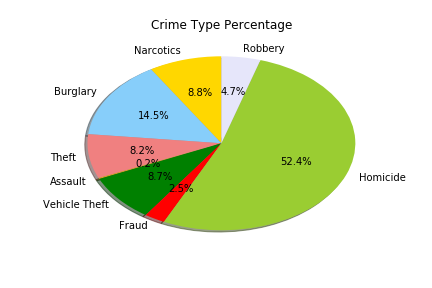 Crime Type Percentage
Robbery
Narcotics
Burglary
Theft
Assault
Vehicle Theft
Fraud
Homicide
4.7%
8.8%
14.5%
8.2%
0.2%
8.7%
2.5%
52.4%